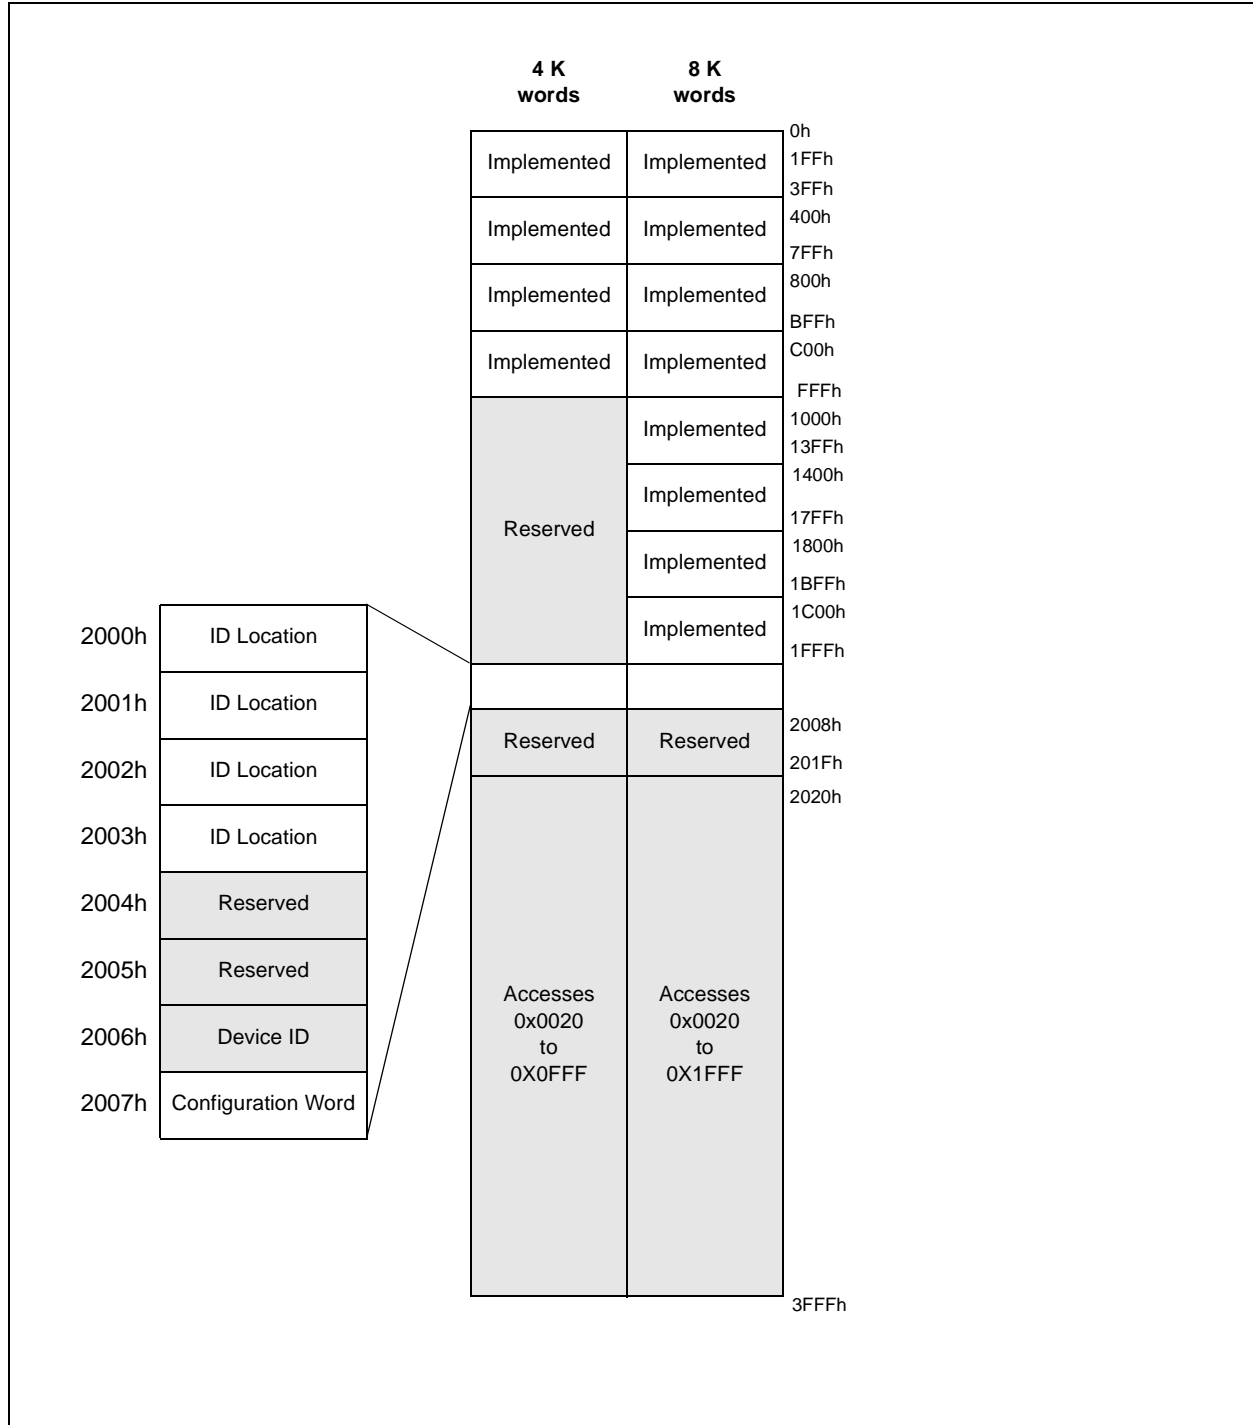 4 K
words
8 K
words
0h
Implemented
Implemented
1FFh
3FFh
400h
Implemented
Implemented
7FFh
800h
Implemented
Implemented
BFFh
C00h
Implemented
Implemented
FFFh
1000h
Implemented
13FFh
1400h
Implemented
17FFh
Reserved
1800h
Implemented
1BFFh
1C00h
Implemented
1FFFh
2000h
ID Location
2001h
ID Location
2002h
ID Location
2003h
ID Location
2004h
Reserved
2005h
Reserved
2006h
Device ID
2007h
Configuration Word
Reserved
Reserved
2008h
201Fh
2020h
Accesses
0x0020
to
0X0FFF
Accesses
0x0020
to
0X1FFF
3FFFh